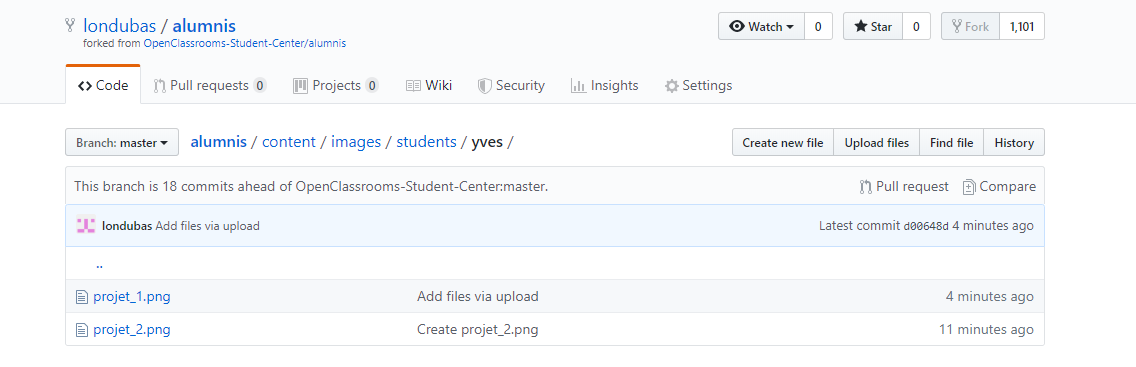 londubas / alumnis
Watch 0 Star 0 Fork 1,101
forked from OpenClassrooms-Student-Center/alumnis
Code Pull requests 0 Projects 0 Wiki Security Insights Settings
Branch: master alumnis / content / images / students / yves / Create new file Upload files Find file History
This branch is 18 commits ahead of OpenClassrooms-Student-Center:master. Pull request Compare
londubas Add files via upload Latest commit d00648d 4 minutes ago
..
projet_1.png Add files via upload 4 minutes ago
projet_2.png Create projet_2.png 11 minutes ago